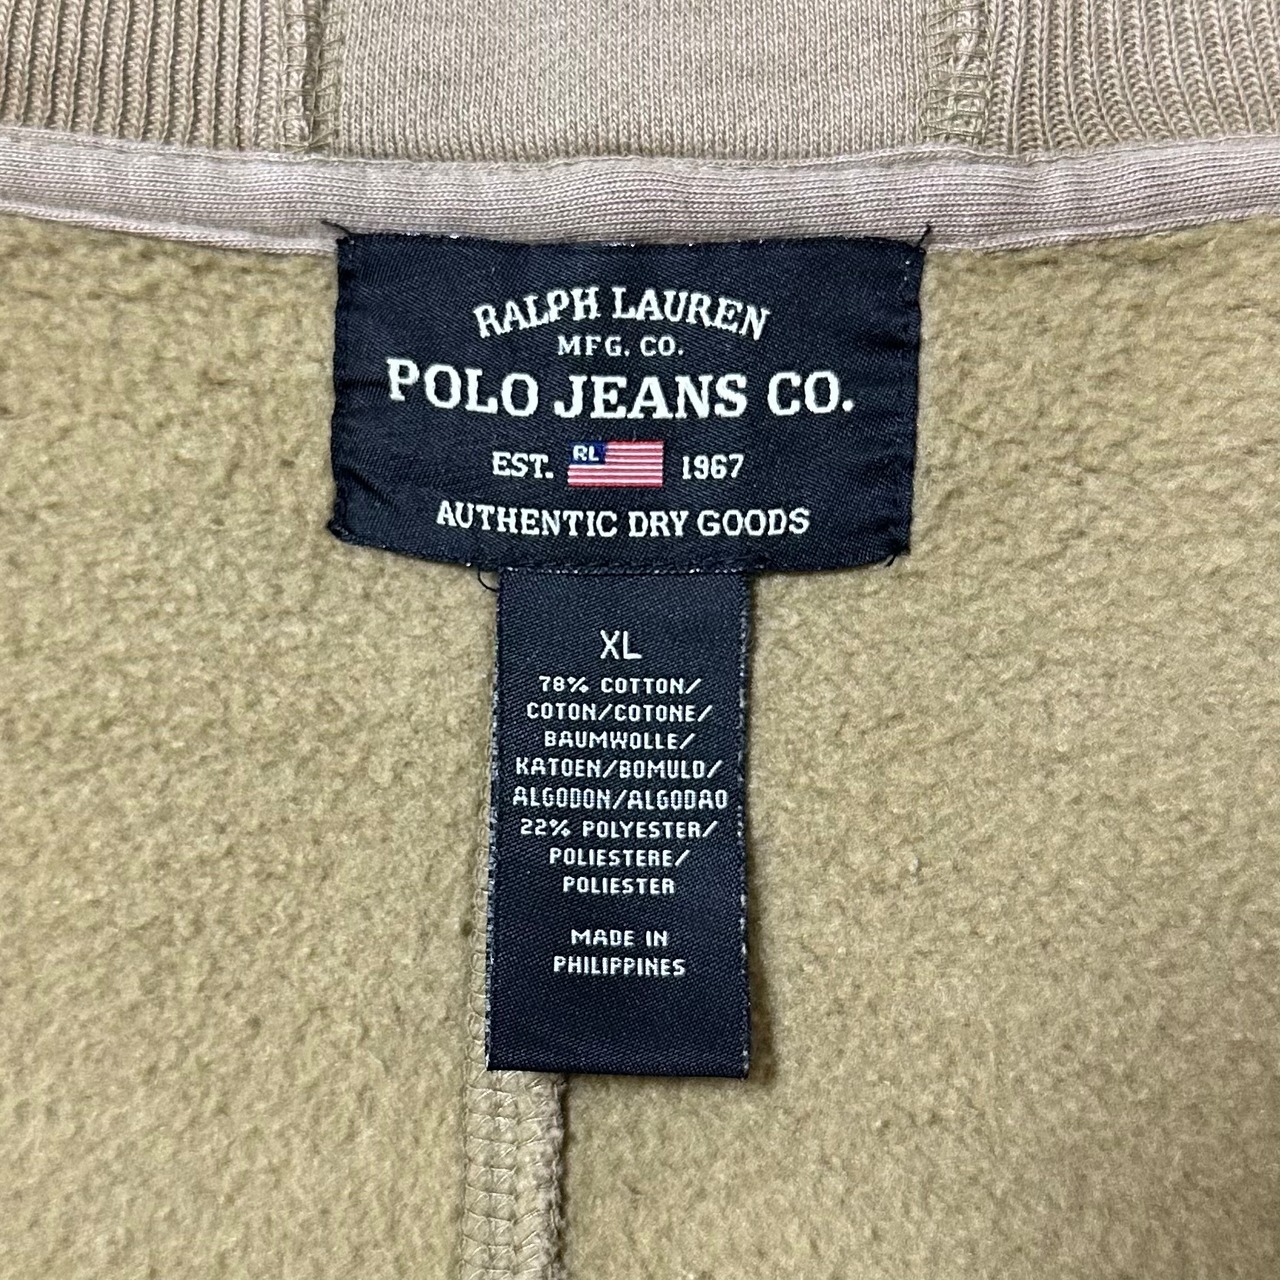 RALPH LAUREN
MFG. CO.
POLO JEANS CO.
EST. RL 1967
AUTHENTIC DRY GOODS
XL
78% COTTON/
COTON/COTONE/
BAUMWOLLE/
KATOEN/BOMULD/
ALGODON/ALGODAO
22% POLYESTER/
POLIESTERE/
POLIESTER
MADE IN
PHILIPPINES